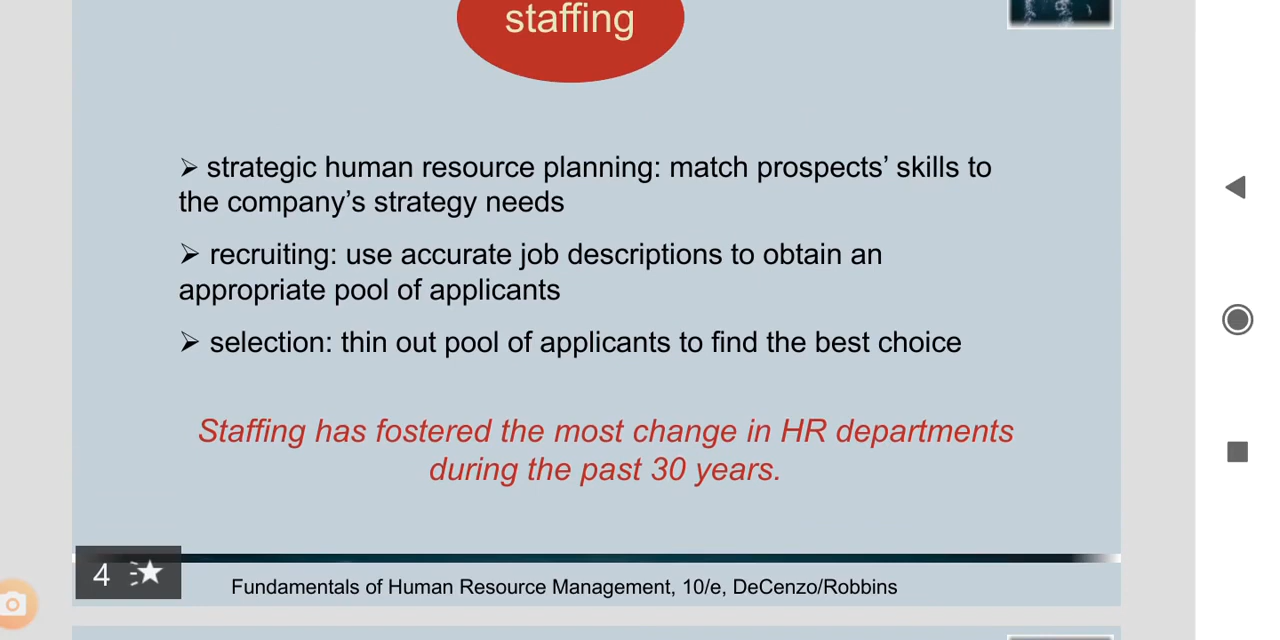 staffing
➢ strategic human resource planning: match prospects’ skills to
the company’s strategy needs
➢ recruiting: use accurate job descriptions to obtain an
appropriate pool of applicants
➢ selection: thin out pool of applicants to find the best choice
Staffing has fostered the most change in HR departments
during the past 30 years.
4
Fundamentals of Human Resource Management, 10/e, DeCenzo/Robbins